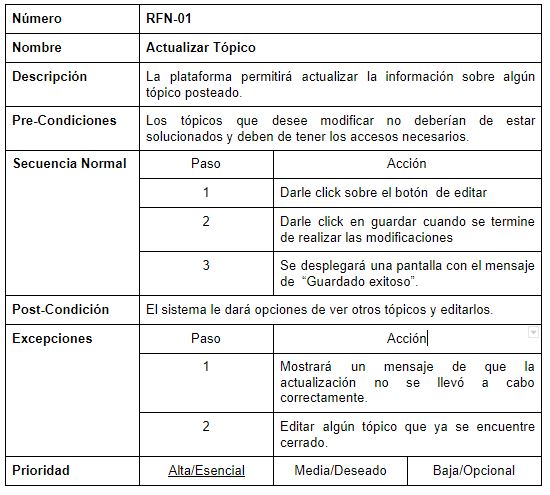 Número RFN-01
Nombre Actualizar Tópico
Descripción La plataforma permitirá actualizar la información sobre algún
tópico posteado.
Pre-Condiciones Los tópicos que desee modificar no deberían de estar
solucionados y deben de tener los accesos necesarios.
Secuencia Normal Paso Acción
1 Darle click sobre el botón de editar
2 Darle click en guardar cuando se termine
de realizar las modificaciones
3 Se desplegará una pantalla con el mensaje
de “Guardado exitoso”.
Post-Condición El sistema le dará opciones de ver otros tópicos y editarlos.
Excepciones Paso Acción
1 Mostrará un mensaje de que la
actualización no se llevó a cabo
correctamente.
2 Editar algún tópico que ya se encuentre
cerrado.
Prioridad Alta/Esencial Media/Deseado Baja/Opcional